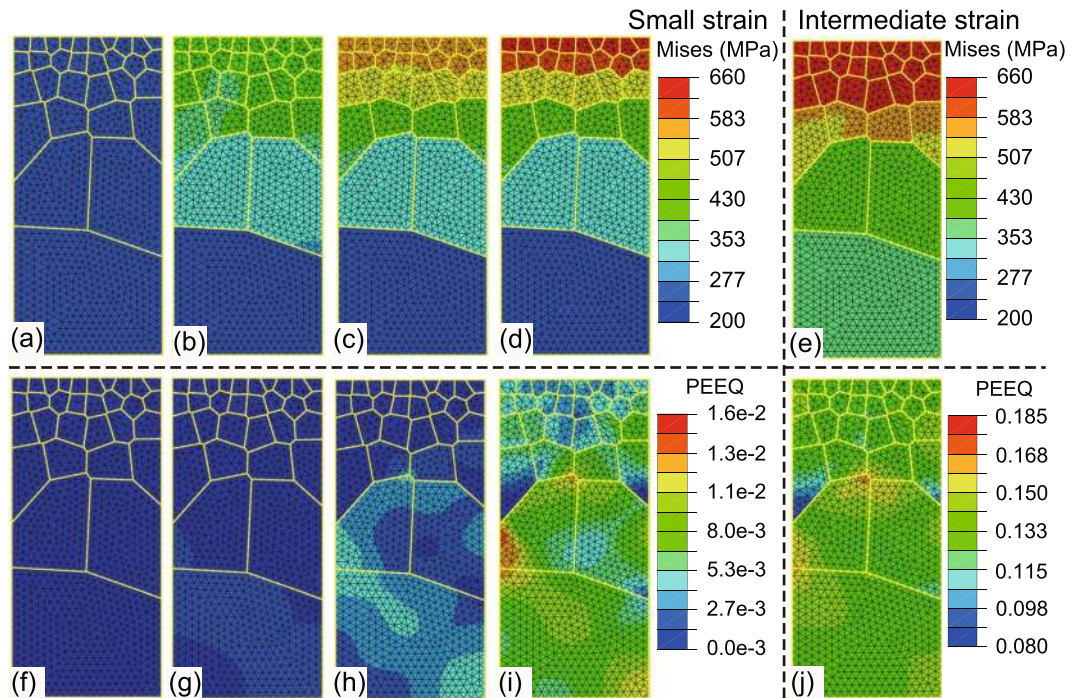 Small strain
Intermediate strain
Mises (MPa)
660
583
507
430
353
277
200
Mises (MPa)
660
583
507
430
353
277
200
(a)
(b)
(c)
(d)
(e)
PEEQ
1.6e-2
1.3e-2
1.1e-2
8.0e-3
5.3e-3
2.7e-3
0.0e-3
PEEQ
0.185
0.168
0.150
0.133
0.115
0.098
0.080
(f)
(g)
(h)
(i)
(j)